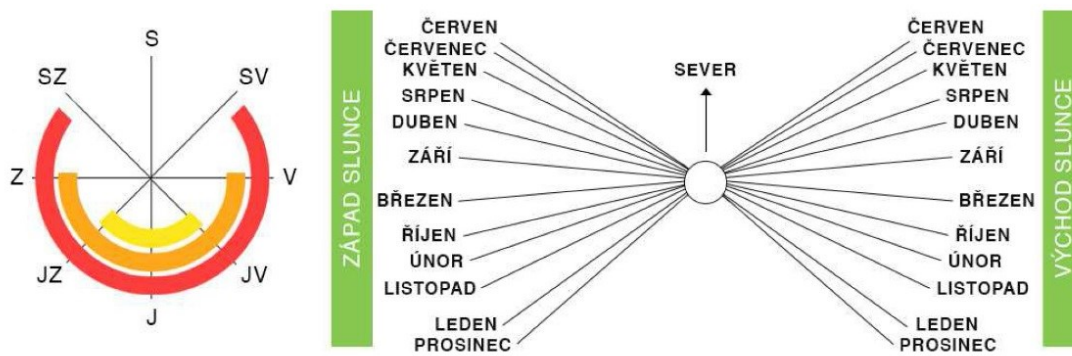 S
SZ
SV
Z
V
JZ
JV
J
ZÁPAD SLUNCE
ČERVEN
ČERVENEC
KVĚTEN
SRPEN
DUBEN
ZÁŘÍ
BŘEZEN
ŘÍJEN
ÚNOR
LISTOPAD
LEDEN
PROSINEC
SEVER
ČERVEN
ČERVENEC
KVĚTEN
SRPEN
DUBEN
ZÁŘÍ
BŘEZEN
ŘÍJEN
ÚNOR
LISTOPAD
LEDEN
PROSINEC
VÝCHOD SLUNCE